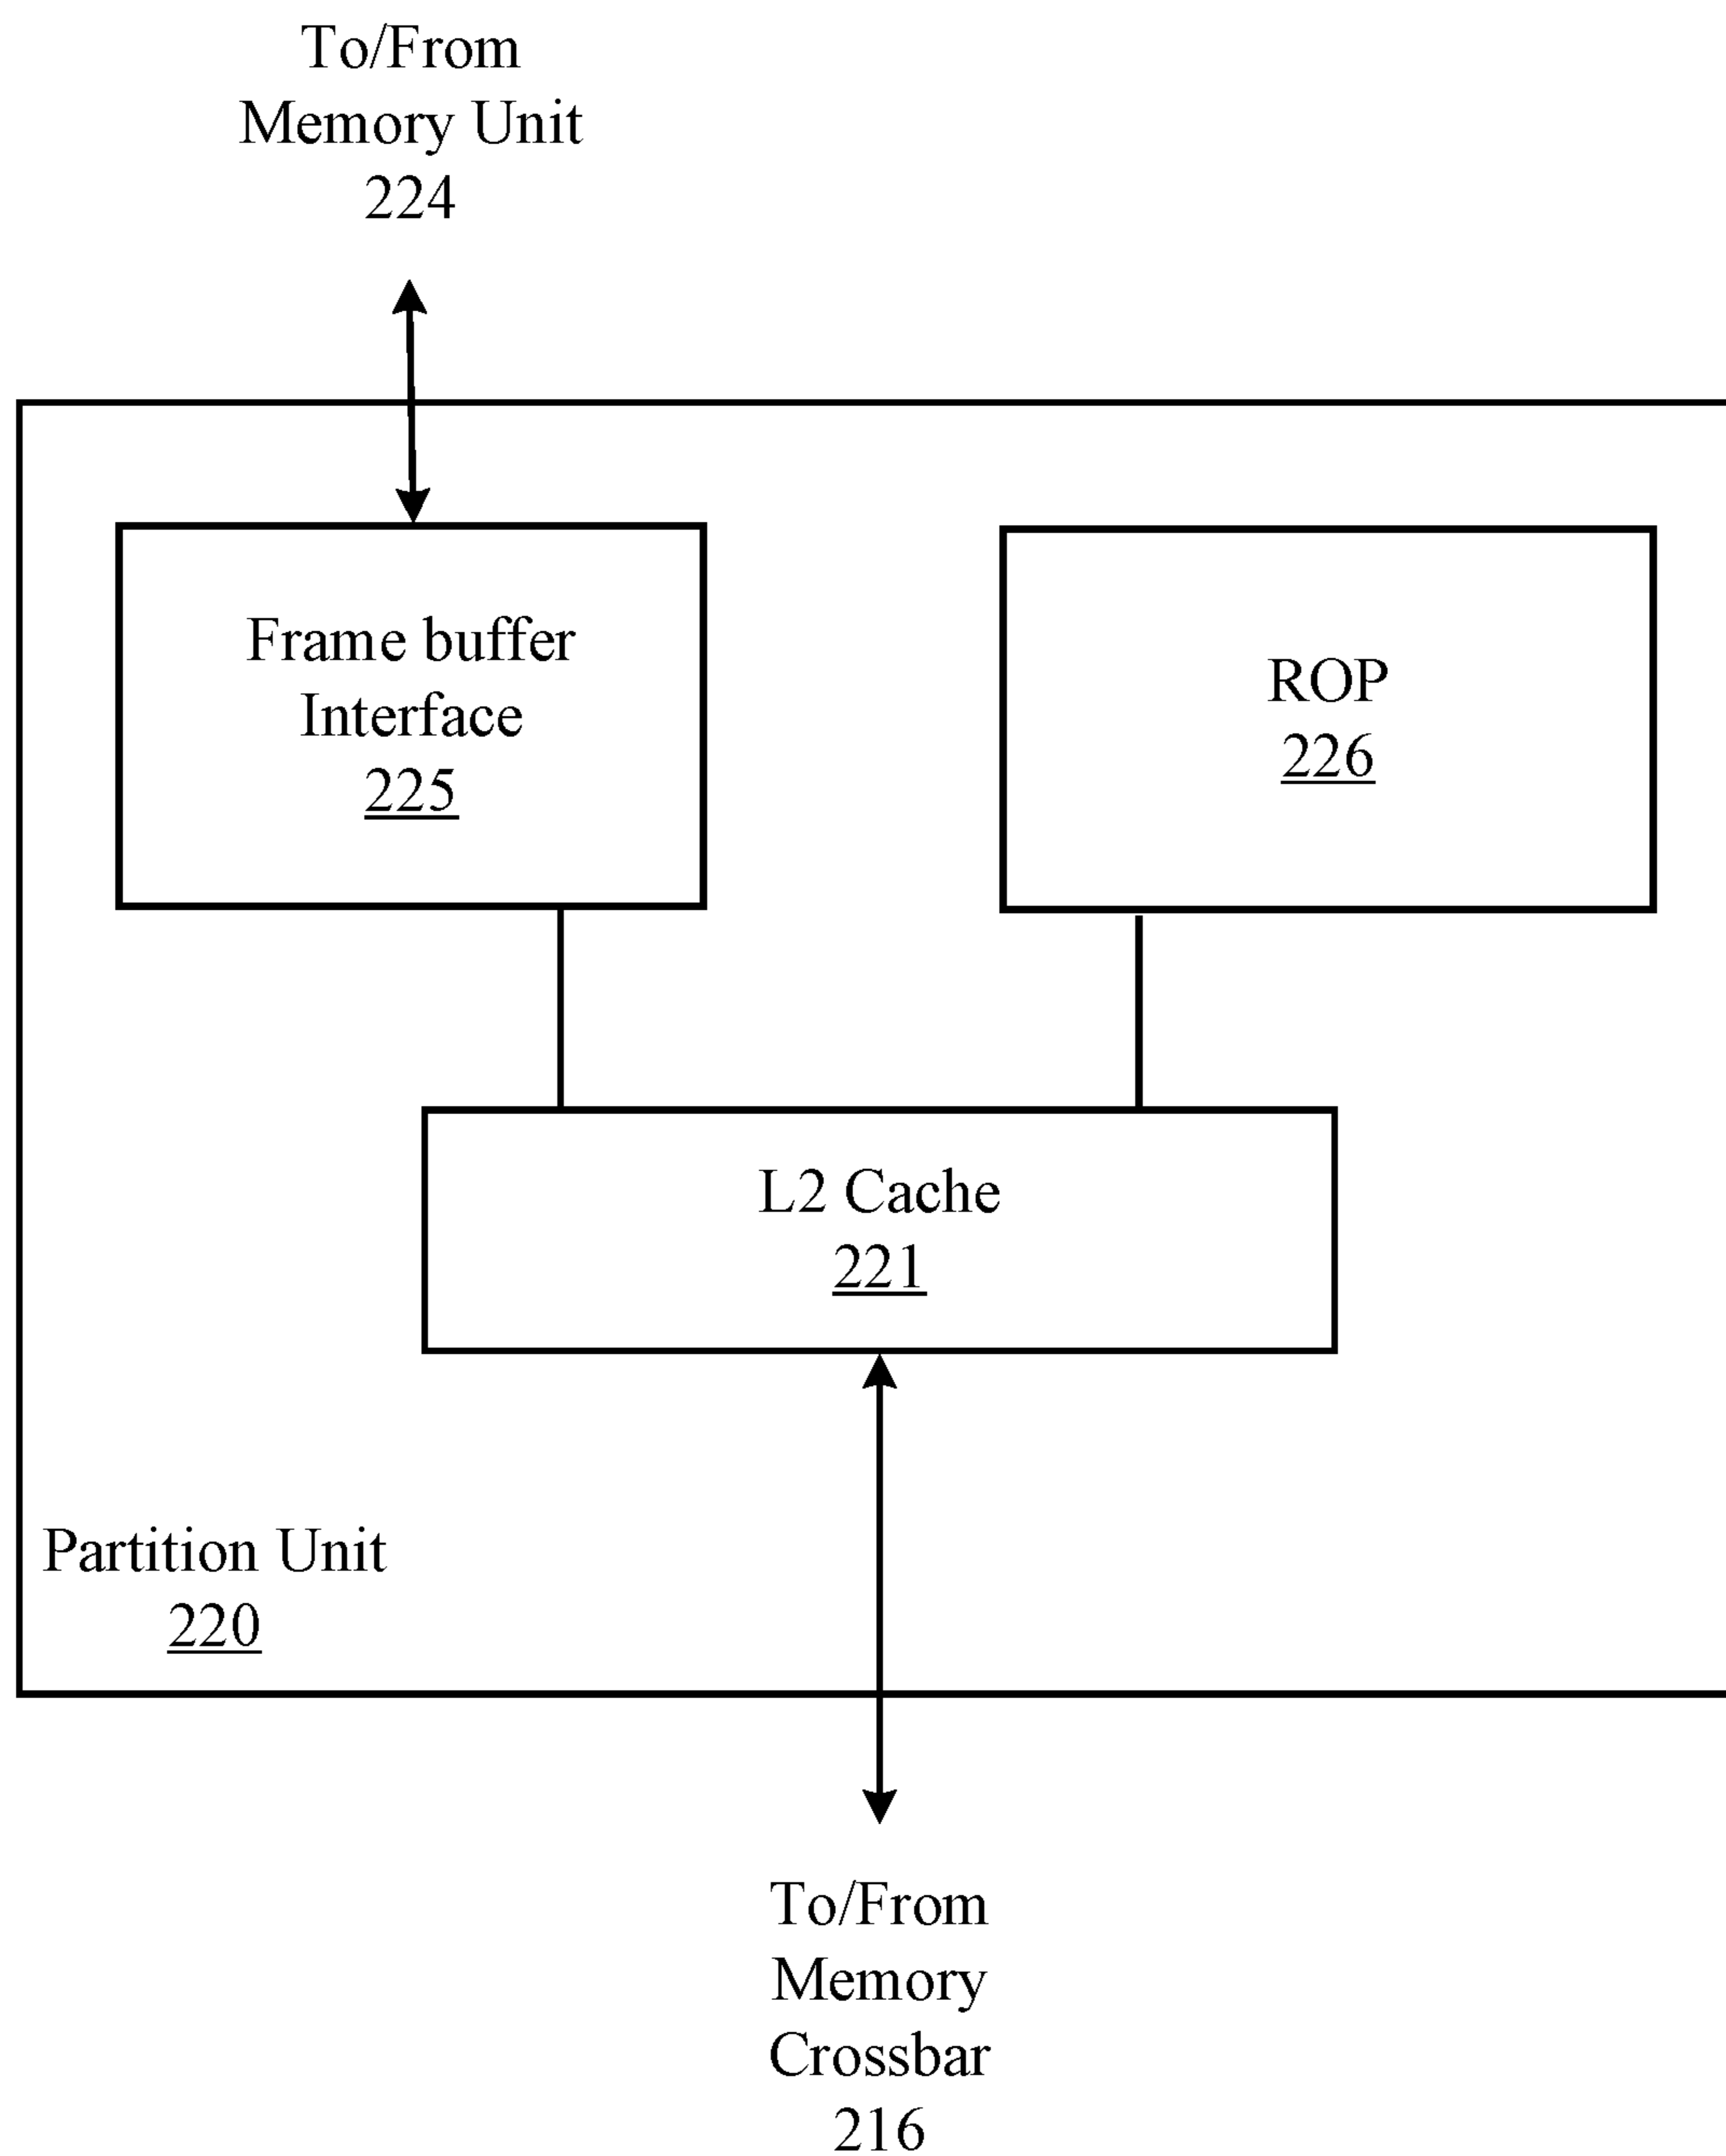 To/From
Memory Unit
224
Frame buffer
Interface
225
ROP
226
L2 Cache
221
Partition Unit
220
To/From
Memory
Crossbar
216